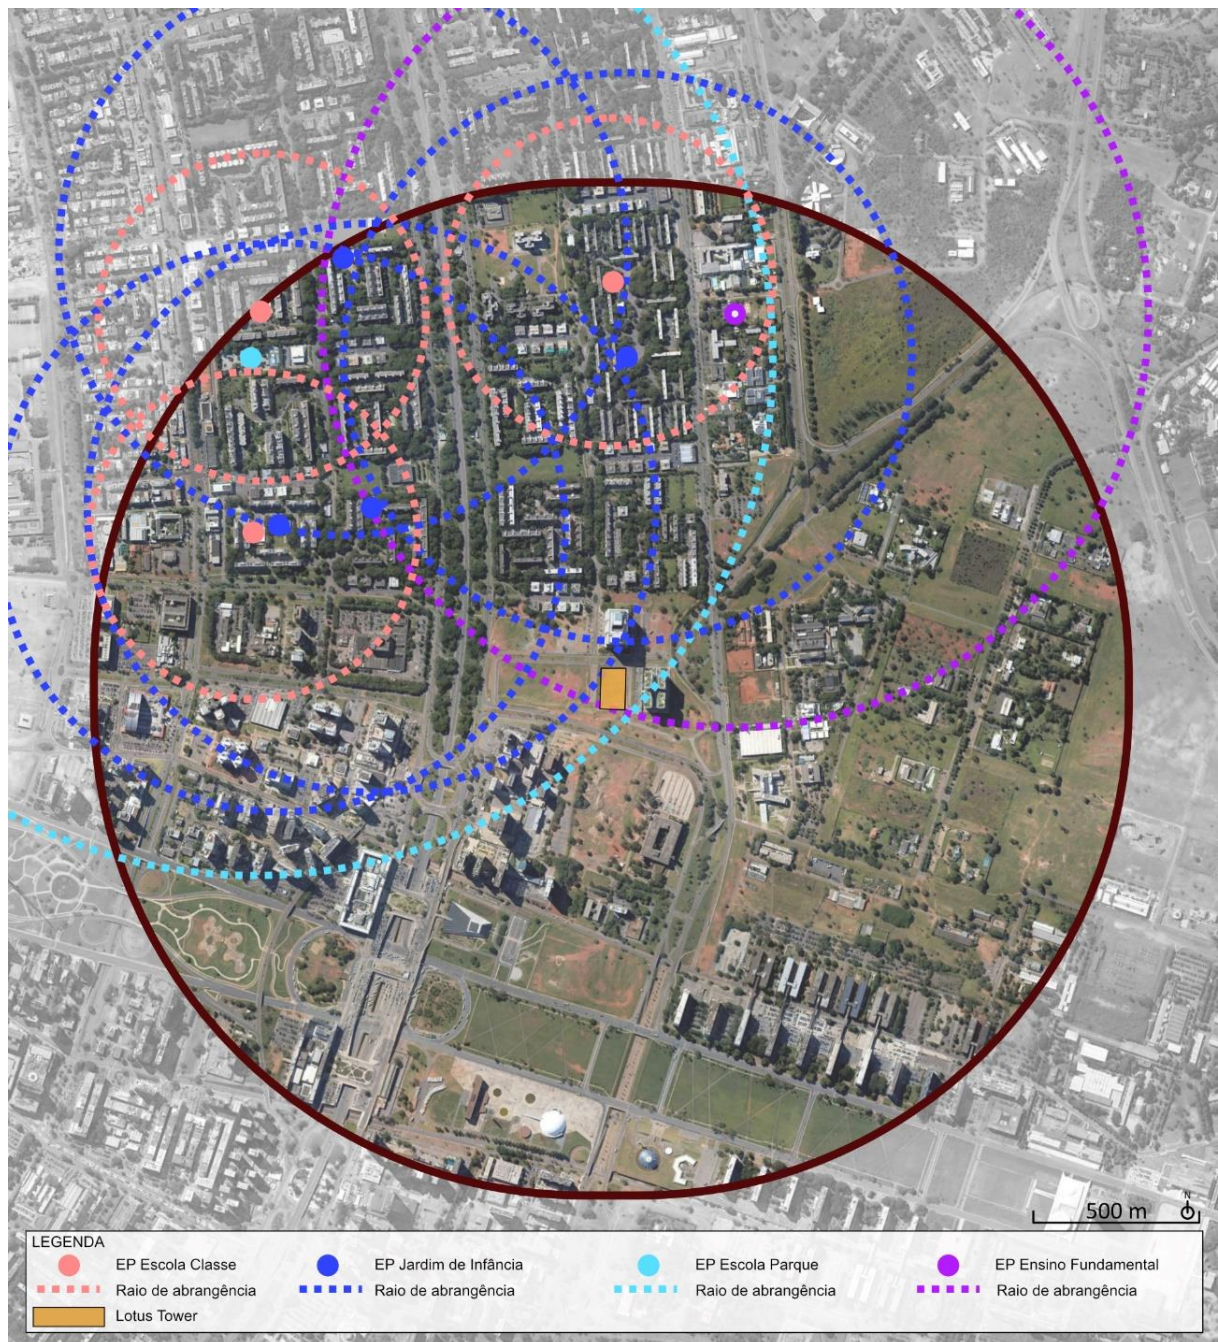 N
500 m
LEGENDA
EP Escola Classe EP Jardim de Infância EP Escola Parque EP Ensino Fundamental
Raio de abrangência Raio de abrangência Raio de abrangência Raio de abrangência
Lotus Tower